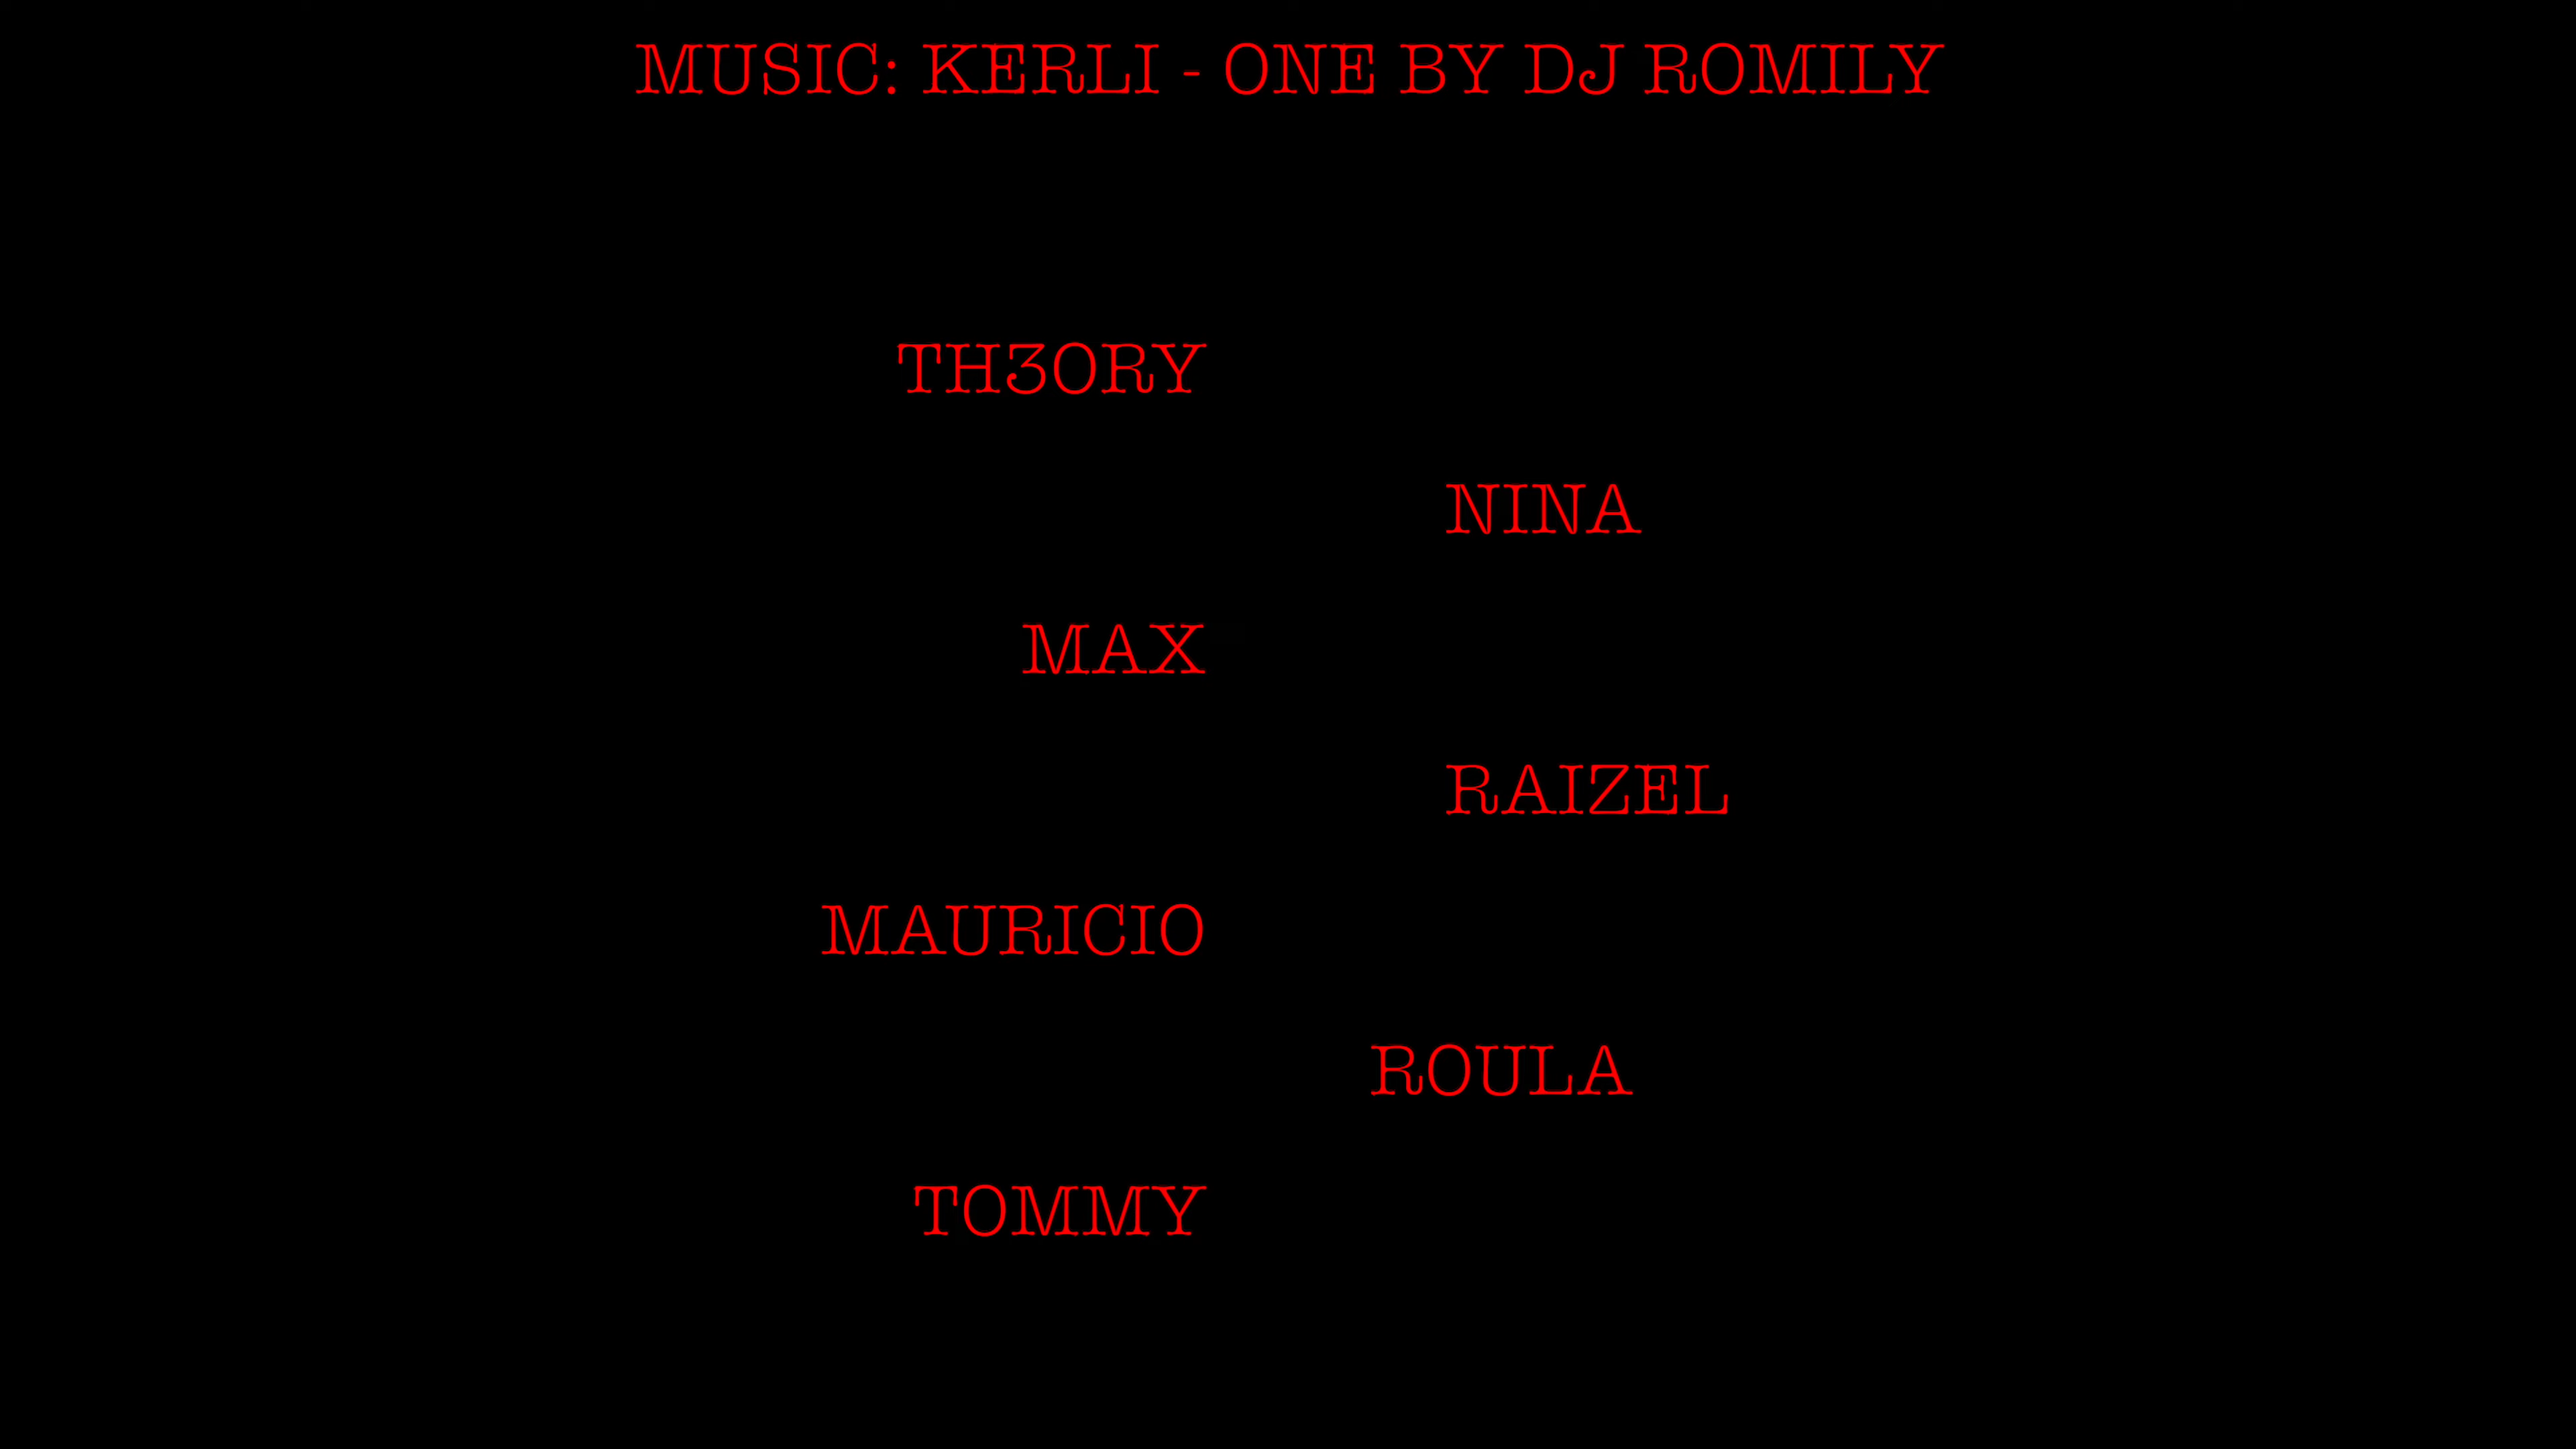 MUSIC: KERLI - ONE BY DJ ROMILY
TH3ORY
NINA
MAX
RAIZEL
MAURICIO
ROULA
TOMMY